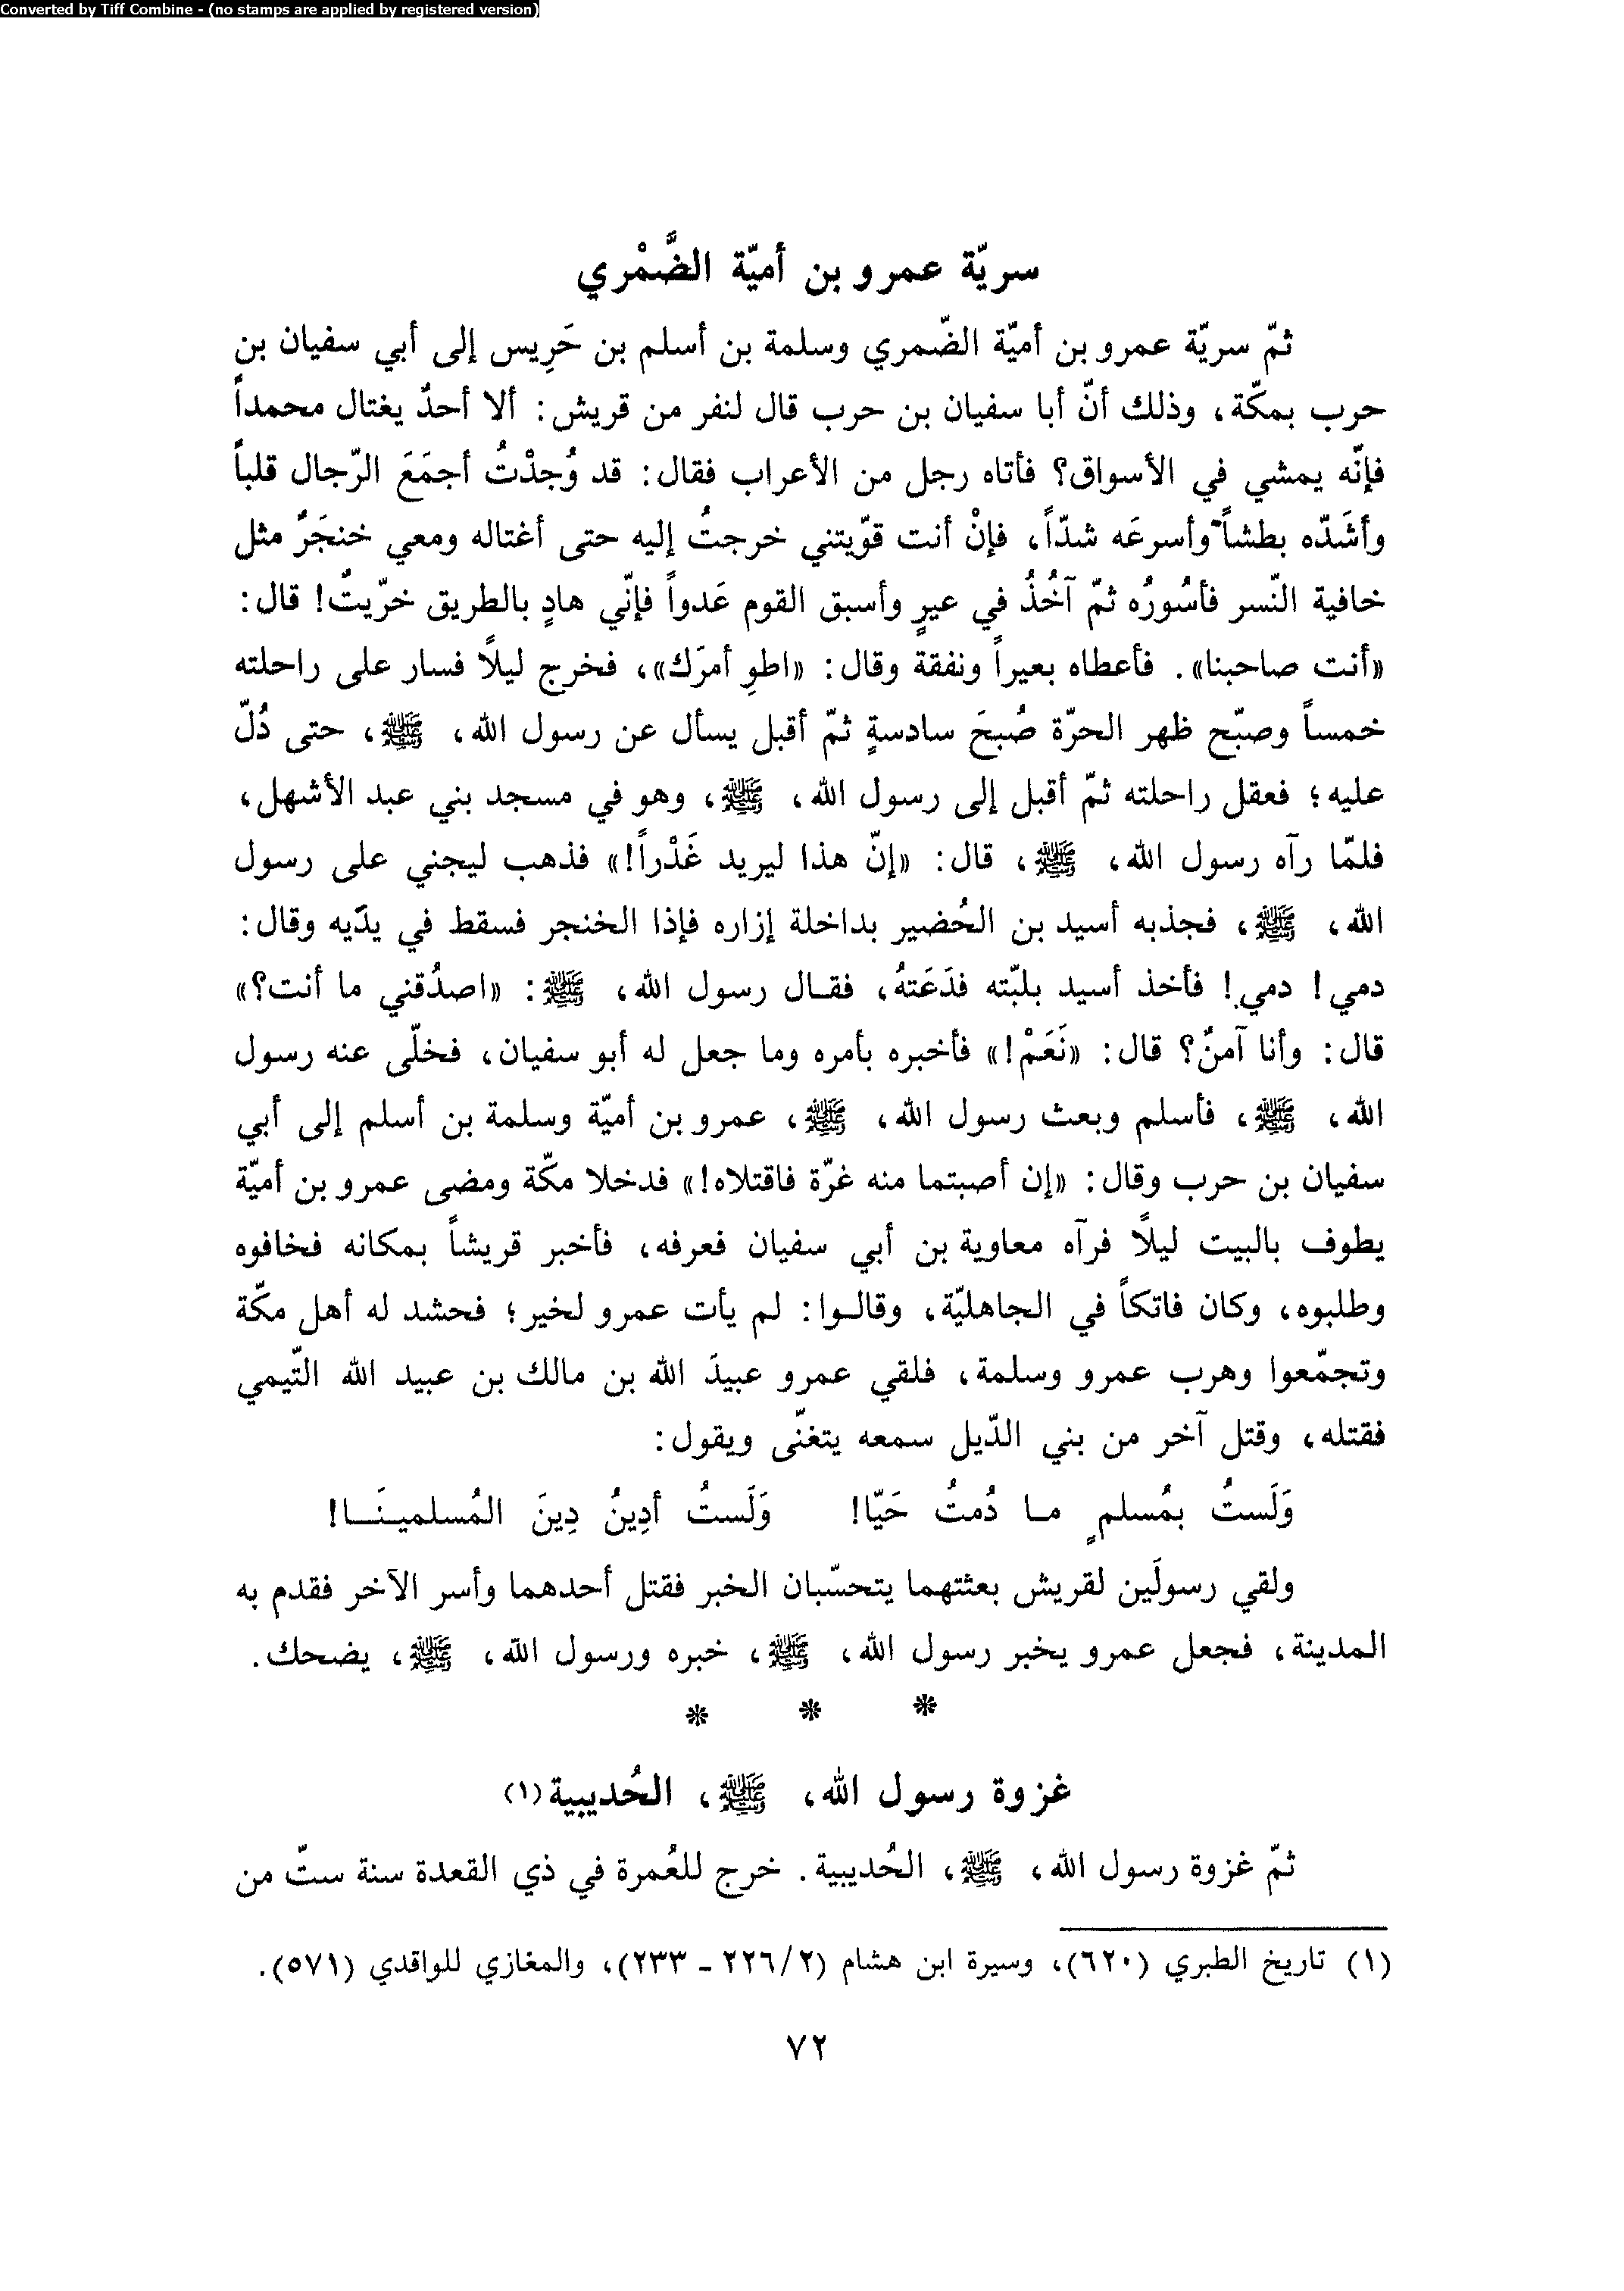 Converted by Tiff Combine - (no stamps are applied by registered version)
سريّة عمرو بن أميّة الضَّمْري
ثمّ سريّة عمرو بن أميّة الضّمري وسلمة بن أسلم بن حَرِيس إلى أبي سفيان بن
حرب بمكّة، وذلك أنّ أبا سفيان بن حرب قال لنفر من قريش: ألا أحدٌ يغتال محمداً
فإنّه يمشي في الأسواق؟ فأتاه رجل من الأعراب فقال: قد وُجدْتُ أجمَعَ الرّجال قلباً
وأشَدّه بطشاً وأسرعَه شدّاً، فإنْ أنت قوّيتني خرجتُ إليه حتى أغتاله ومعي خنجَرٌ مثل
خافية النّسر فأسُورُه ثمّ آخُذُ في عيرٍ وأسبق القوم عَدواً فإنّي هادٍ بالطريق خرّيتٌ! قال:
«أنت صاحبنا». فأعطاه بعيراً ونفقة وقال: «اطوِ أمرَك»، فخرج ليلاً فسار على راحلته
خمساً وصبّح ظهر الحرّة صُبحَ سادسةٍ ثمّ أقبل يسأل عن رسول الله، ﷺ، حتى دُلّ
عليه؛ فعقل راحلته ثمّ أقبل إلى رسول الله، ﷺ، وهو في مسجد بني عبد الأشهل،
فلمّا رآه رسول الله، ﷺ، قال: «إنّ هذا ليريد غَدْراً!» فذهب ليجني على رسول
الله، ﷺ، فجذبه أسيد بن الحُضير بداخلة إزاره فإذا الخنجر فسقط في يدَيه وقال:
دمي! دمي! فأخذ أسيد بلبّته فدَعَتهُ، فقال رسول الله، ﷺ: «اصدُقني ما أنت؟»
قال: وأنا آمنٌ؟ قال: «نَعَمْ!» فأخبره بأمره وما جعل له أبو سفيان، فخلّى عنه رسول
الله، ﷺ، فأسلم وبعث رسول الله، ﷺ، عمرو بن أميّة وسلمة بن أسلم إلى أبي
سفيان بن حرب وقال: «إن أصبتما منه غرّة فاقتلاه!» فدخلا مكّة ومضى عمرو بن أميّة
يطوف بالبيت ليلاً فرآه معاوية بن أبي سفيان فعرفه، فأخبر قريشاً بمكانه فخافوه
وطلبوه، وكان فاتكاً في الجاهليّة، وقالوا: لم يأت عمرو لخير؛ فحشد له أهل مكّة
وتجمّعوا وهرب عمرو وسلمة، فلقي عمرو عبيدَ الله بن مالك بن عبيد الله التّيمي
فقتله، وقتل آخر من بني الدّيل سمعه يتغنّى ويقول:
وَلَستُ بمُسلمٍ ما دُمتُ حَيّا! وَلَستُ أدِينُ دِينَ المُسلمينَا!
ولقي رسولَين لقريش بعثتهما يتحسّبان الخبر فقتل أحدهما وأسر الآخر فقدم به
المدينة، فجعل عمرو يخبر رسول الله، ﷺ، خبره ورسول الله، ﷺ، يضحك.
* * *
غزوة رسول الله، ﷺ، الحُديبية(١)
ثمّ غزوة رسول الله، ﷺ، الحُديبية. خرج للعُمرة في ذي القعدة سنة ستّ من
(١) تاريخ الطبري (٦٢٠)، وسيرة ابن هشام (٢/٢٢٦ - ٢٣٣)، والمغازي للواقدي (٥٧١).
٧٢